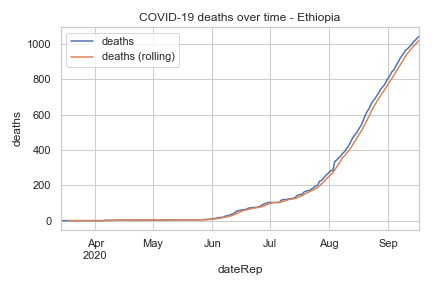 COVID-19 deaths over time - Ethiopia
deaths
deaths (rolling)
1000
800
600
400
200
0
deaths
Apr
2020
May
Jun
Jul
Aug
Sep
dateRep